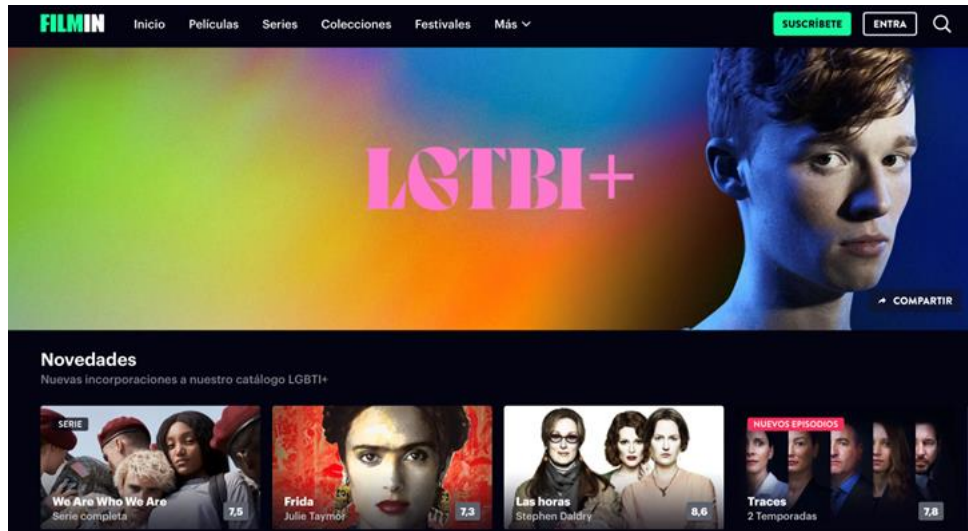 FILMIN Inicio Películas Series Colecciones Festivales Más SUSCRÍBETE ENTRA
LGTBI+
COMPARTIR
Novedades
Nuevas incorporaciones a nuestro catálogo LGBTI+
SERIE
We Are Who We Are
Serie completa
7,5
Frida
Julie Taymor
7,3
Las horas
Stephen Daldry
8,6
NUEVOS EPISODIOS
Traces
2 Temporadas
7,8